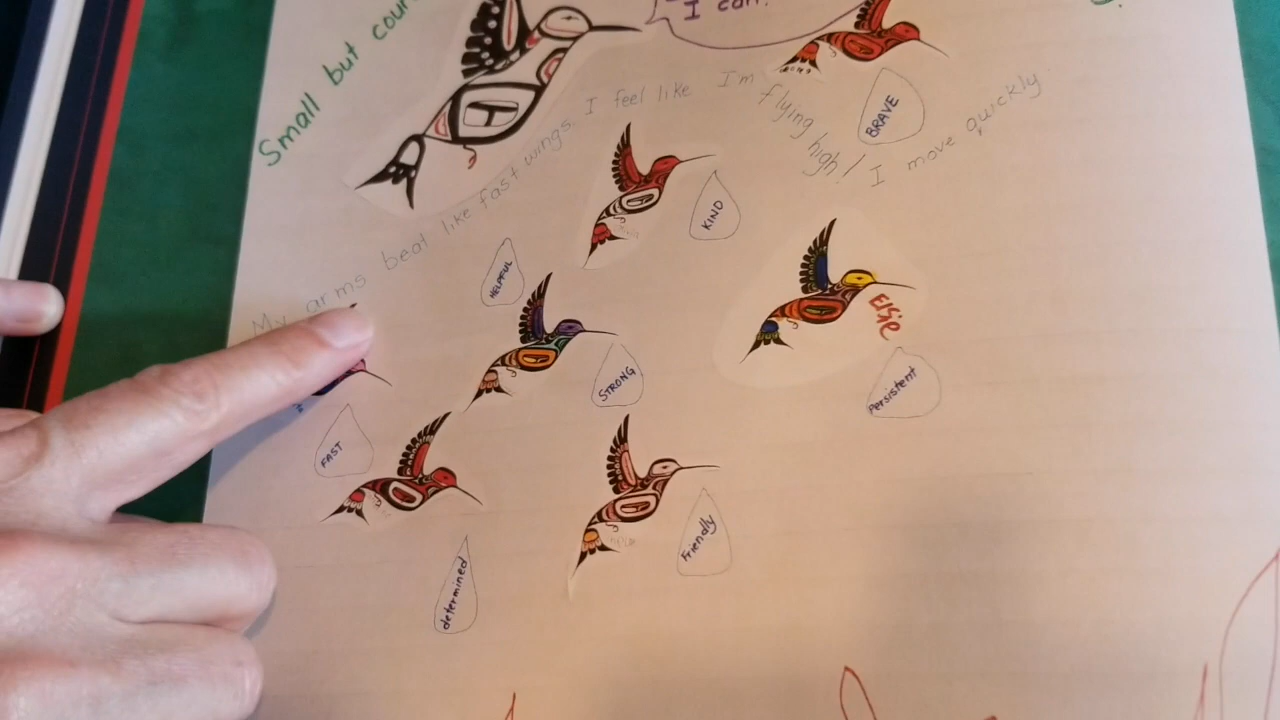 Small but cour
I can!
My arms beat like fast wings. I feel like I'm flying high! I move quickly
BRAVE
KIND
HELPFUL
Elsie
STRONG
Persistent
FAST
Friendly
determined